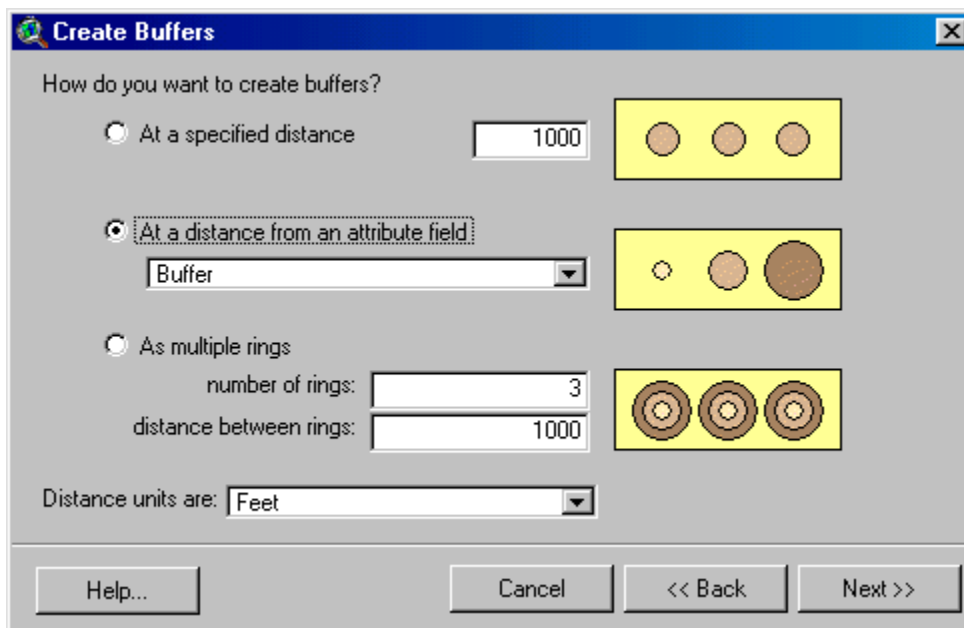 Create Buffers
How do you want to create buffers?
At a specified distance 1000
At a distance from an attribute field
Buffer
As multiple rings
number of rings: 3
distance between rings: 1000
Distance units are: Feet
Help... Cancel << Back Next >>